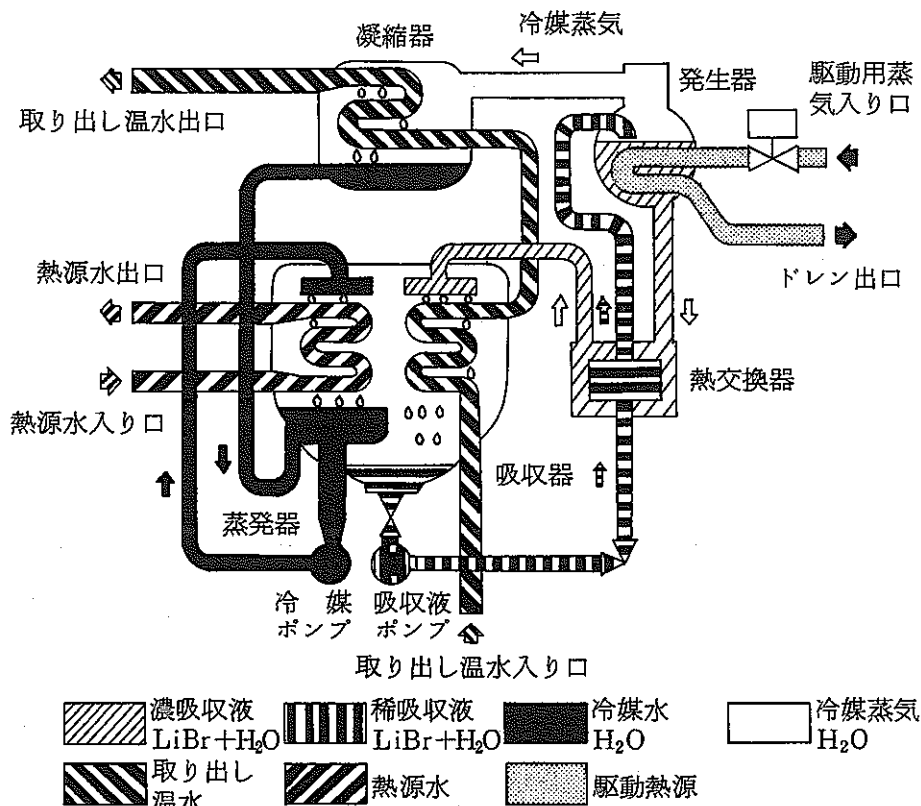 凝縮器
冷媒蒸気
発生器
駆動用蒸
気入り口
取り出し温水出口
熱源水出口
ドレン出口
熱交換器
熱源水入り口
吸収器
蒸発器
冷 媒
ポンプ
吸収液
ポンプ
取り出し温水入り口
濃吸収液
LiBr+H₂O
稀吸収液
LiBr+H₂O
冷媒水
H₂O
冷媒蒸気
H₂O
取り出し
温水
熱源水
駆動熱源